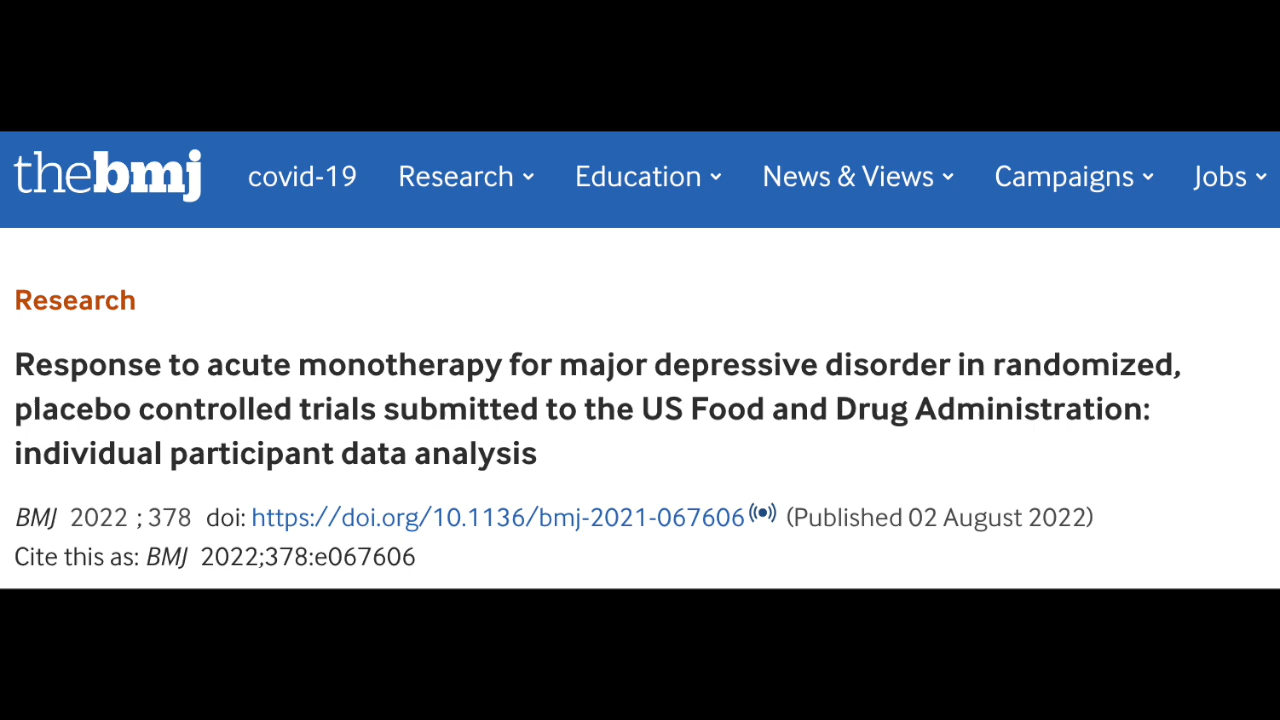 thebmj covid-19 Research Education News & Views Campaigns Jobs
Research
Response to acute monotherapy for major depressive disorder in randomized,
placebo controlled trials submitted to the US Food and Drug Administration:
individual participant data analysis
BMJ 2022 ; 378 doi: https://doi.org/10.1136/bmj-2021-067606 (Published 02 August 2022)
Cite this as: BMJ 2022;378:e067606